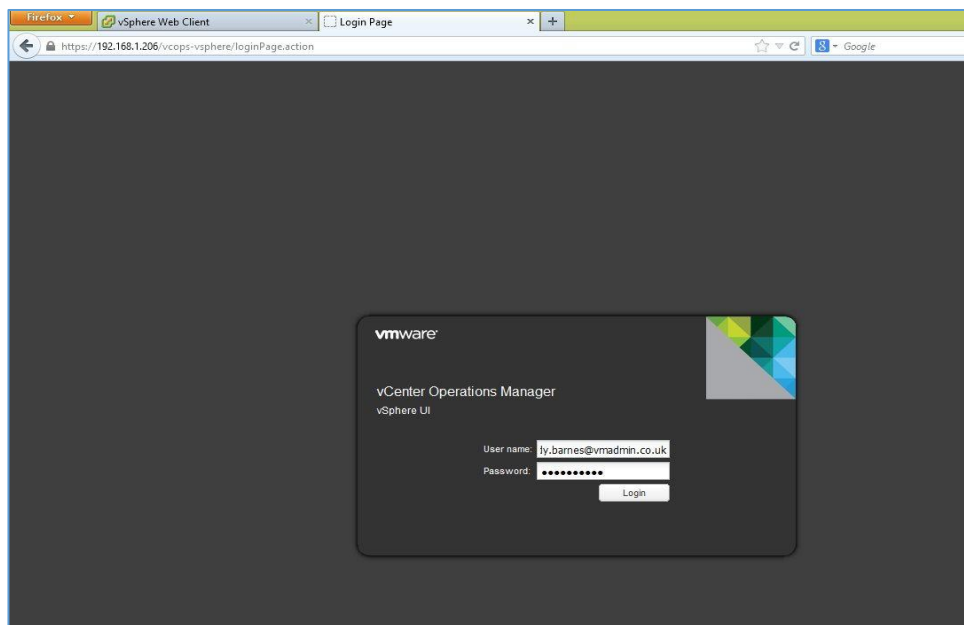 Firefox
vSphere Web Client
Login Page
https://192.168.1.206/vcops-vsphere/loginPage.action
Google
vmware
vCenter Operations Manager
vSphere UI
User name: ly.barnes@vmadmin.co.uk
Password: ••••••••••
Login